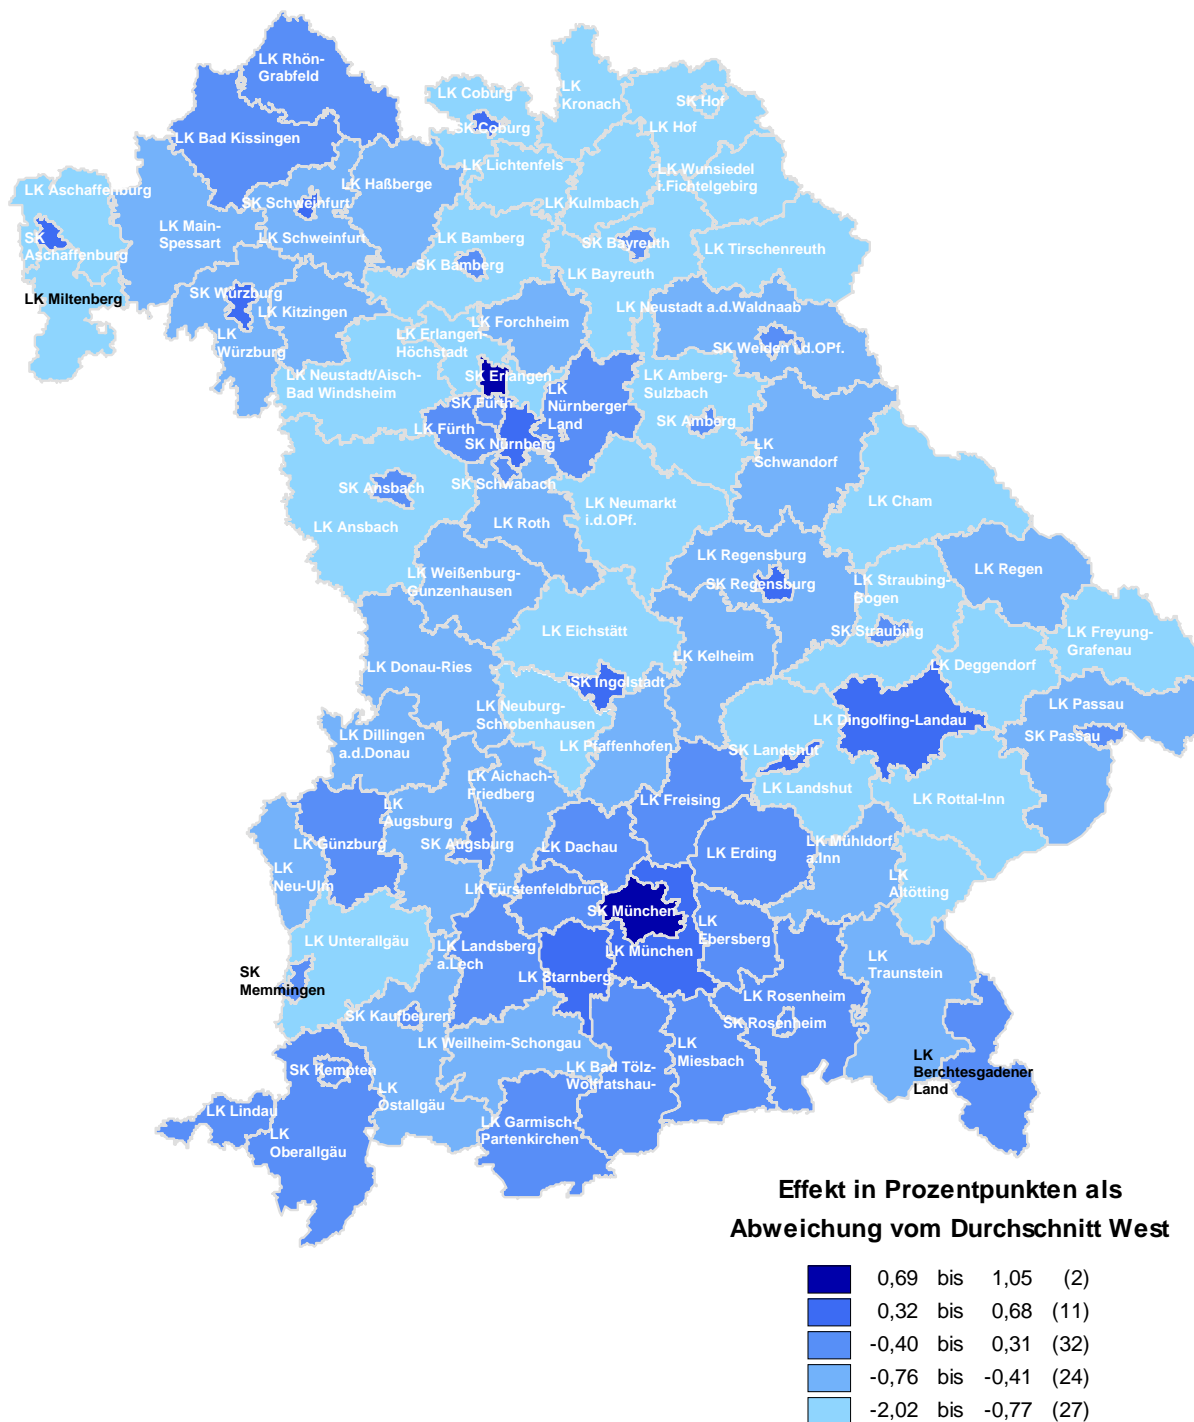 LK Rhön-
Grabfeld
LK Bad Kissingen
LK Coburg
SK Coburg
LK
Kronach
SK Hof
LK Hof
LK Lichtenfels
LK Wunsiedel
i.Fichtelgebirg
LK Kulmbach
LK Aschaffenburg
SK
Aschaffenburg
LK Main-
Spessart
SK Schweinfurt
LK Schweinfurt
LK Haßberge
LK Bamberg
SK Bamberg
SK Bayreuth
LK Bayreuth
LK Tirschenreuth
LK Miltenberg
SK Würzburg
LK
Würzburg
LK Kitzingen
LK Forchheim
LK Erlangen-
Höchstadt
SK Erlangen
LK Neustadt a.d.Waldnaab
SK Weiden i.d.OPf.
LK Neustadt/Aisch-
Bad Windsheim
SK Fürth
LK Fürth
SK Nürnberg
LK
Nürnberger
Land
LK Amberg-
Sulzbach
SK Amberg
LK
Schwandorf
SK Ansbach
LK Ansbach
SK Schwabach
LK Roth
LK Neumarkt
i.d.OPf.
LK Cham
LK Weißenburg-
Gunzenhausen
LK Regensburg
SK Regensburg
LK Straubing-
Bogen
SK Straubing
LK Regen
LK Eichstätt
LK Kelheim
LK Freyung-
Grafenau
LK Deggendorf
LK Donau-Ries
SK Ingolstadt
LK Neuburg-
Schrobenhausen
LK Dingolfing-Landau
LK Passau
SK Passau
LK Dillingen
a.d.Donau
LK Pfaffenhofen
SK Landshut
LK Landshut
LK Rottal-Inn
LK Aichach-
Friedberg
LK Freising
LK
Augsburg
SK Augsburg
LK Günzburg
LK
Neu-Ulm
LK Dachau
LK Erding
LK Mühldorf
a.Inn
LK
Altötting
LK Fürstenfeldbruck
SK München
LK München
LK
Ebersberg
LK Unterallgäu
LK Landsberg
a.Lech
LK Starnberg
SK
Memmingen
LK
Traunstein
LK Rosenheim
SK Rosenheim
SK Kaufbeuren
LK Weilheim-Schongau
LK
Miesbach
LK Bad Tölz-
Wolfratshau-
SK Kempten
LK
Ostallgäu
LK
Berchtesgadener
Land
LK Lindau
LK
Oberallgäu
LK Garmisch-
Partenkirchen
Effekt in Prozentpunkten als
Abweichung vom Durchschnitt West
0,69 bis 1,05 (2)
0,32 bis 0,68 (11)
-0,40 bis 0,31 (32)
-0,76 bis -0,41 (24)
-2,02 bis -0,77 (27)